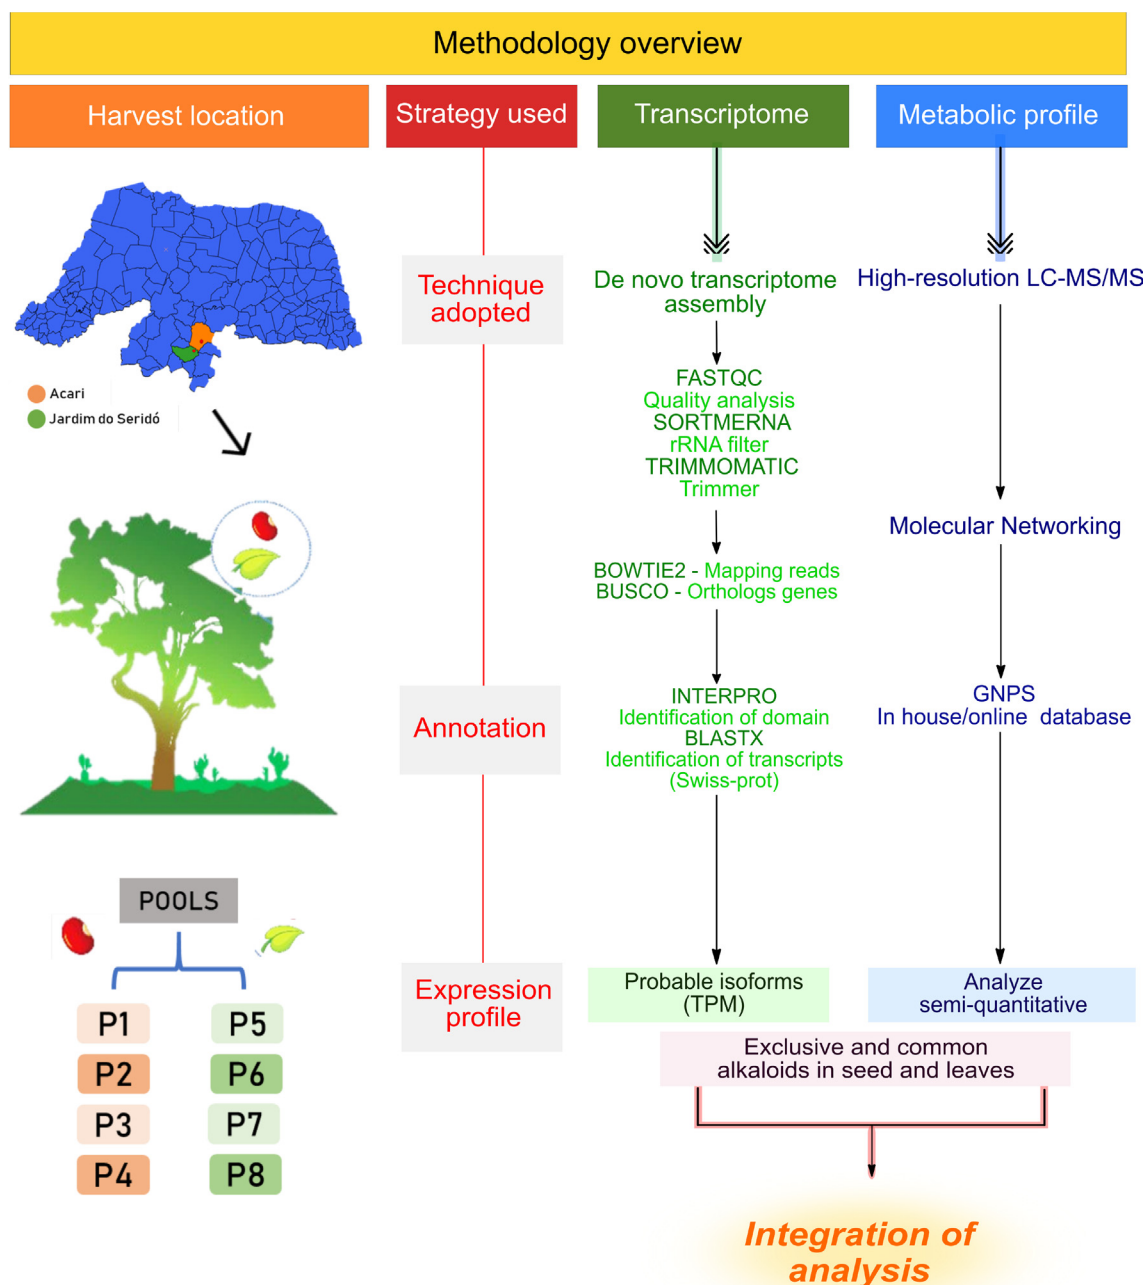 Methodology overview
Harvest location
Strategy used
Transcriptome
Metabolic profile
Acari
Jardim do Seridó
POOLS
P1
P5
P2
P6
P3
P7
P4
P8
Technique
adopted
Annotation
Expression
profile
De novo transcriptome
assembly
FASTQC
Quality analysis
SORTMERNA
rRNA filter
TRIMMOMATIC
Trimmer
BOWTIE2 - Mapping reads
BUSCO - Orthologs genes
INTERPRO
Identification of domain
BLASTX
Identification of transcripts
(Swiss-prot)
Probable isoforms
(TPM)
High-resolution LC-MS/MS
Molecular Networking
GNPS
In house/online database
Analyze
semi-quantitative
Exclusive and common
alkaloids in seed and leaves
Integration of
analysis